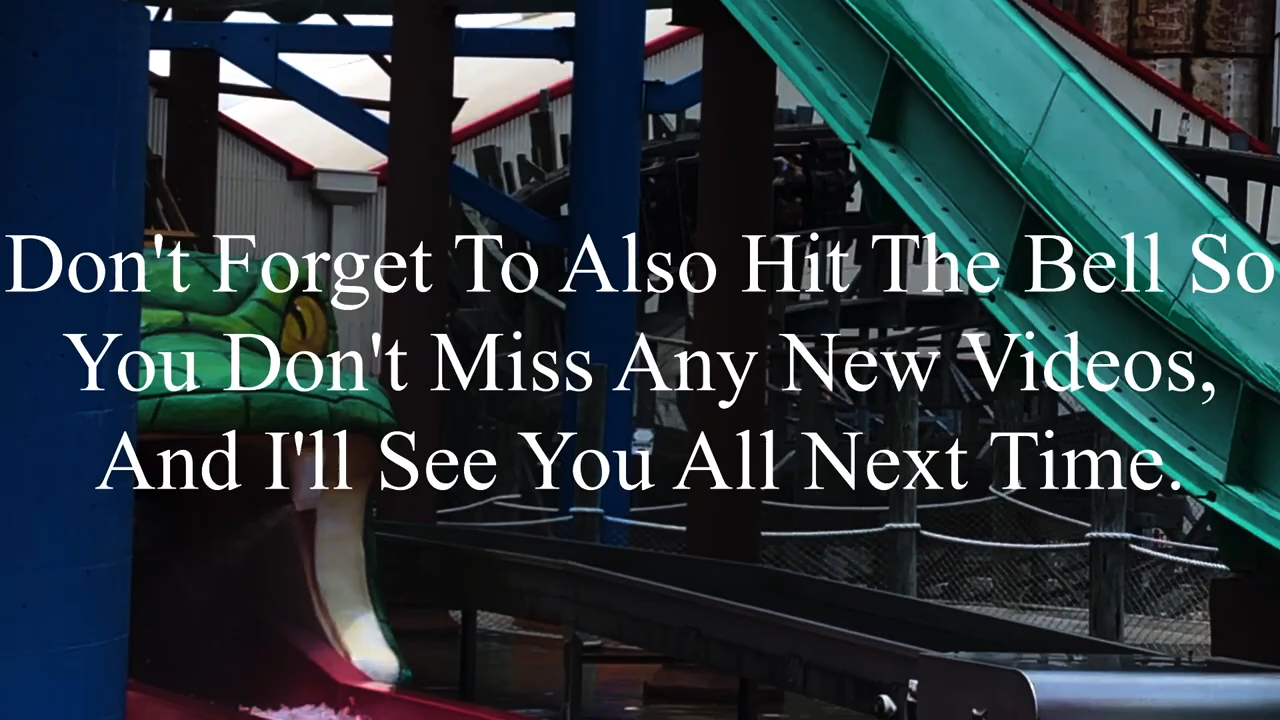 Don't Forget To Also Hit The Bell So
You Don't Miss Any New Videos,
And I'll See You All Next Time.